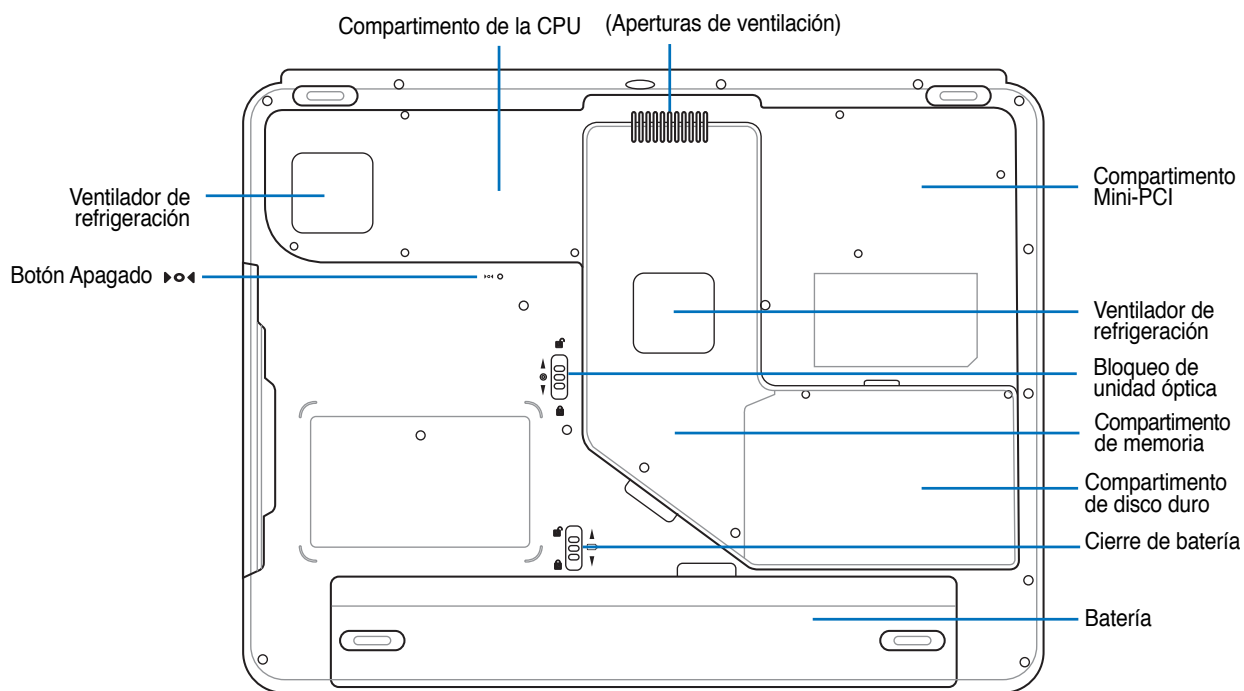 Compartimento de la CPU
(Aperturas de ventilación)
Ventilador de
refrigeración
Botón Apagado
Compartimento
Mini-PCI
Ventilador de
refrigeración
Bloqueo de
unidad óptica
Compartimento
de memoria
Compartimento
de disco duro
Cierre de batería
Batería